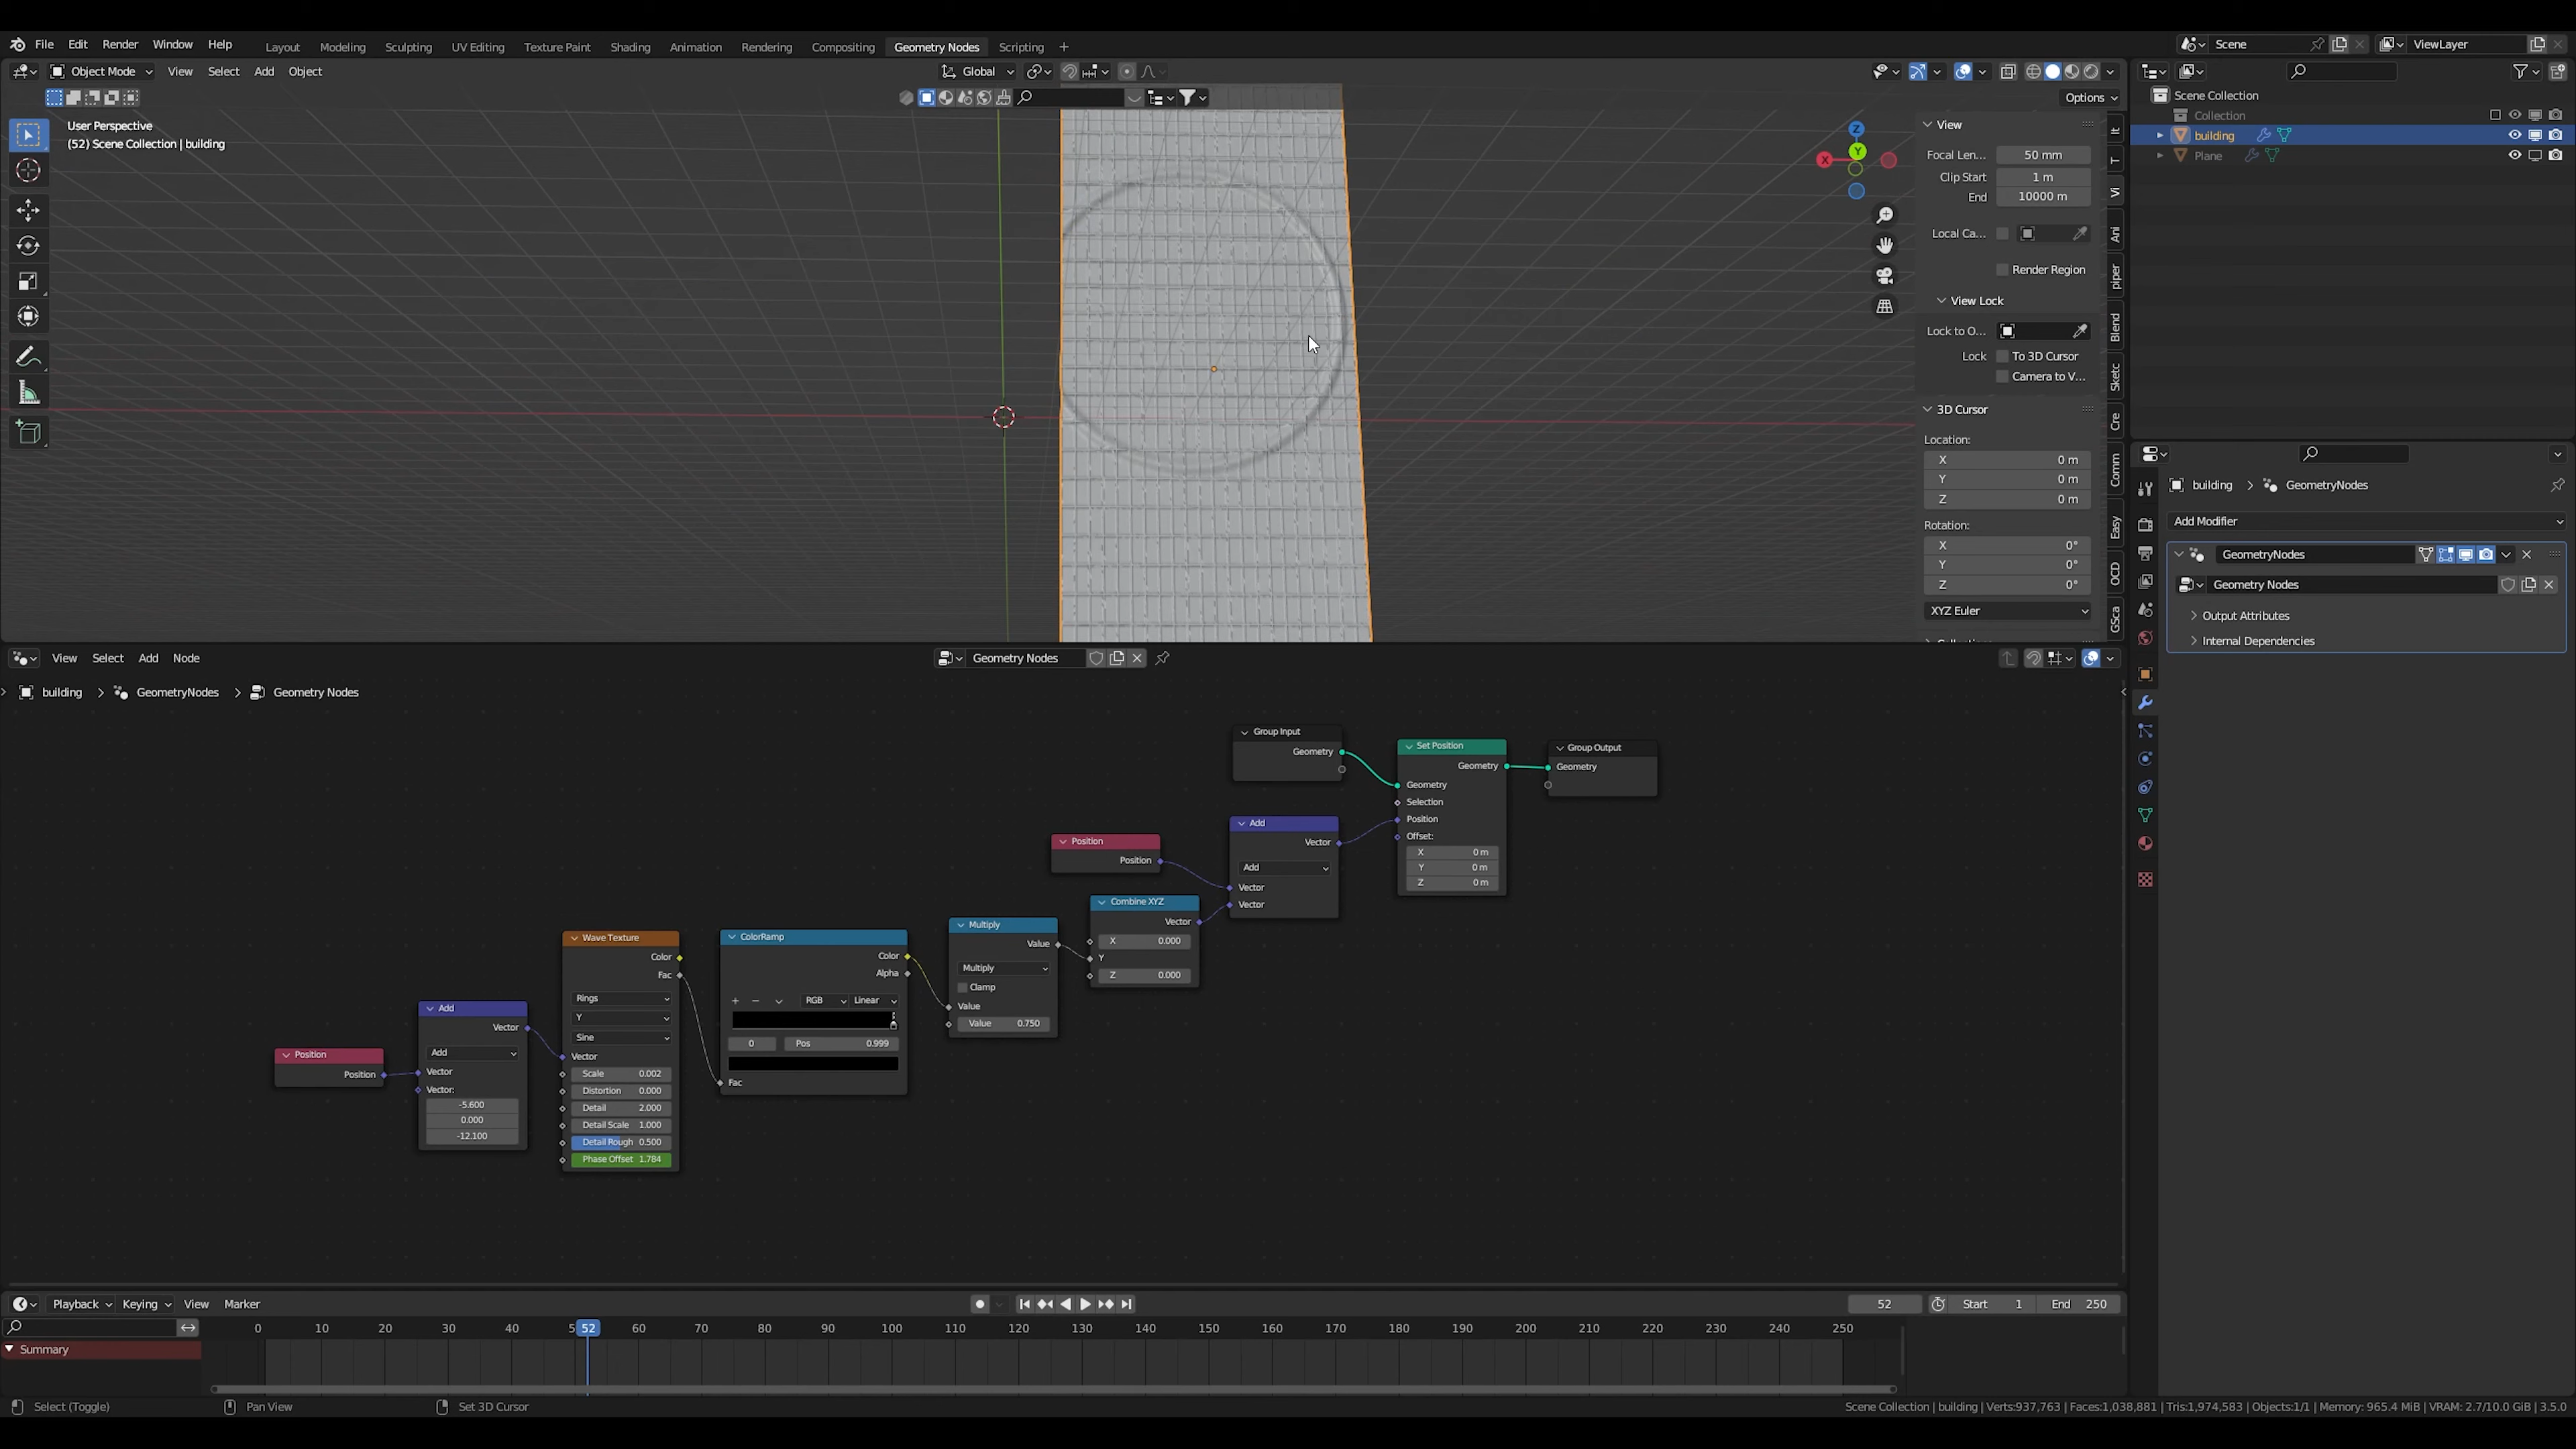 File Edit Render Window Help
Layout Modeling Sculpting UV Editing Texture Paint Shading Animation Rendering Compositing Geometry Nodes Scripting +
Scene ViewLayer
Object Mode View Select Add Object
Global
Options
User Perspective
(52) Scene Collection | building
Z
Y
X
View
Focal Len... 50 mm
Clip Start 1 m
End 10000 m
Local Ca...
Render Region
View Lock
Lock to O...
Lock To 3D Cursor
Camera to V...
3D Cursor
Location:
X 0 m
Y 0 m
Z 0 m
Rotation:
X 0°
Y 0°
Z 0°
XYZ Euler
It
T
Vi
Ani
piper
Blend
Sketc
Cre
Comm
Easy
OCD
GSca
Scene Collection
Collection
building
Plane
building > GeometryNodes
Add Modifier
GeometryNodes
Geometry Nodes
Output Attributes
Internal Dependencies
View Select Add Node
Geometry Nodes
building > GeometryNodes > Geometry Nodes
Group Input
Geometry
Set Position
Geometry
Geometry
Selection
Position
Offset:
X 0 m
Y 0 m
Z 0 m
Group Output
Geometry
Position
Position
Add
Vector
Add
Vector
Vector
Combine XYZ
Vector
X 0.000
Y
Z 0.000
Multiply
Value
Multiply
Clamp
Value
Value 0.750
ColorRamp
Color
Alpha
+ − RGB Linear
0 Pos 0.999
Fac
Wave Texture
Color
Fac
Rings
Y
Sine
Vector
Scale 0.002
Distortion 0.000
Detail 2.000
Detail Scale 1.000
Detail Rough 0.500
Phase Offset 1.784
Add
Vector
Add
Vector
Vector:
-5.600
0.000
-12.100
Position
Position
Playback Keying View Marker
52 Start 1 End 250
0 10 20 30 40 5 52 60 70 80 90 100 110 120 130 140 150 160 170 180 190 200 210 220 230 240 250
Summary
Select (Toggle) Pan View Set 3D Cursor
Scene Collection | building | Verts:937,763 | Faces:1,038,881 | Tris:1,974,583 | Objects:1/1 | Memory: 965.4 MiB | VRAM: 2.7/10.0 GiB | 3.5.0